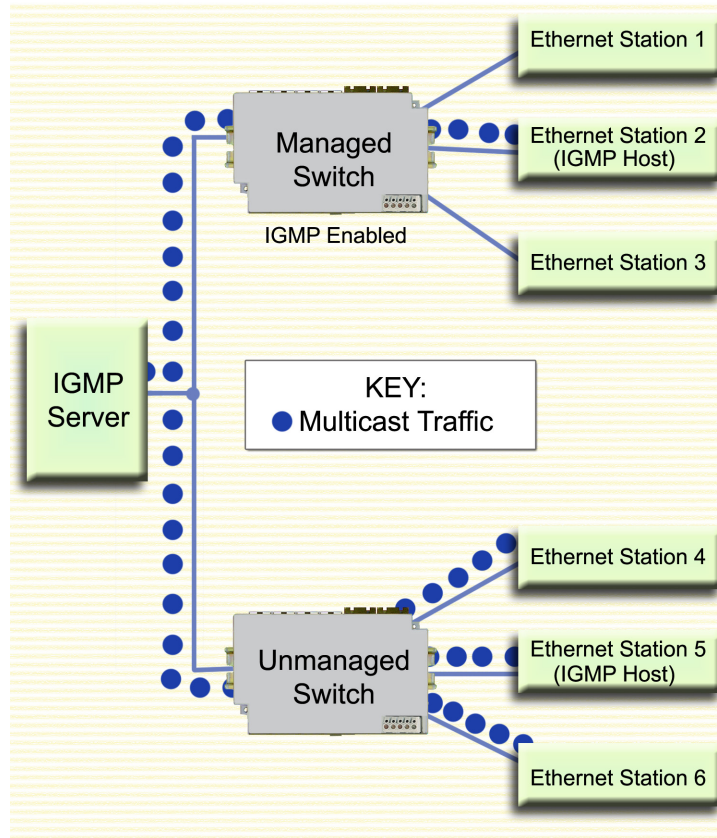 Ethernet Station 1
Managed
Switch
Ethernet Station 2
(IGMP Host)
IGMP Enabled
Ethernet Station 3
IGMP
Server
KEY:
Multicast Traffic
Ethernet Station 4
Unmanaged
Switch
Ethernet Station 5
(IGMP Host)
Ethernet Station 6